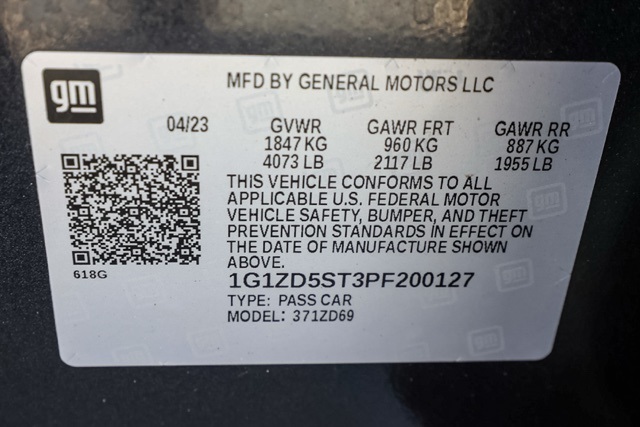 gm
MFD BY GENERAL MOTORS LLC
04/23 GVWR GAWR FRT GAWR RR
1847 KG 960 KG 887 KG
4073 LB 2117 LB 1955 LB
THIS VEHICLE CONFORMS TO ALL
APPLICABLE U.S. FEDERAL MOTOR
VEHICLE SAFETY, BUMPER, AND THEFT
PREVENTION STANDARDS IN EFFECT ON
THE DATE OF MANUFACTURE SHOWN
ABOVE.
618G
1G1ZD5ST3PF200127
TYPE: PASS CAR
MODEL: 371ZD69